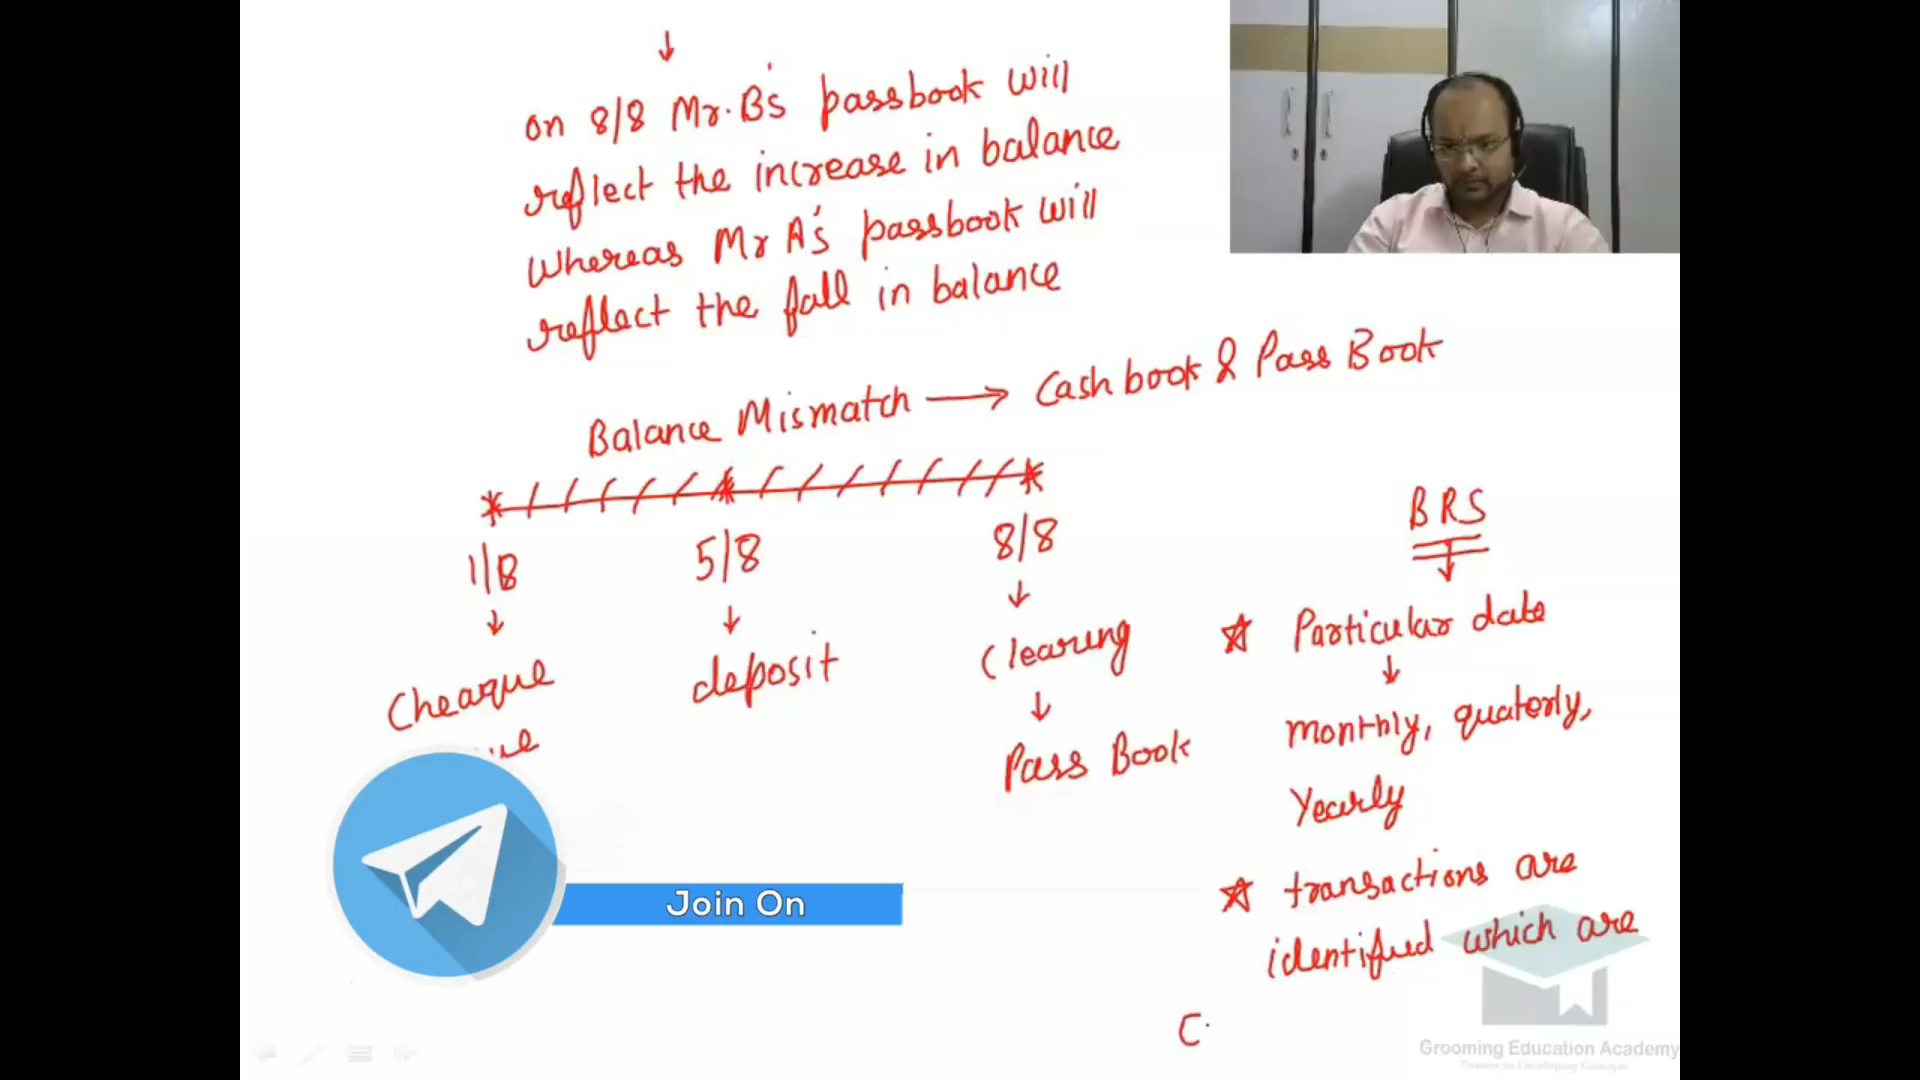 on 8/8 Mr. B's passbook will
reflect the increase in balance
whereas Mr A's passbook will
reflect the fall in balance
Balance Mismatch → Cash book & Pass Book
1/8 5/8 8/8
↓ ↓ ↓
Cheaque deposit Clearing
↓
Pass Book
BRS
↓
☆ Particular date
↓
monthly, quaterly,
Yearly
☆ transactions are
identified which are
C
Join On
Grooming Education Academy